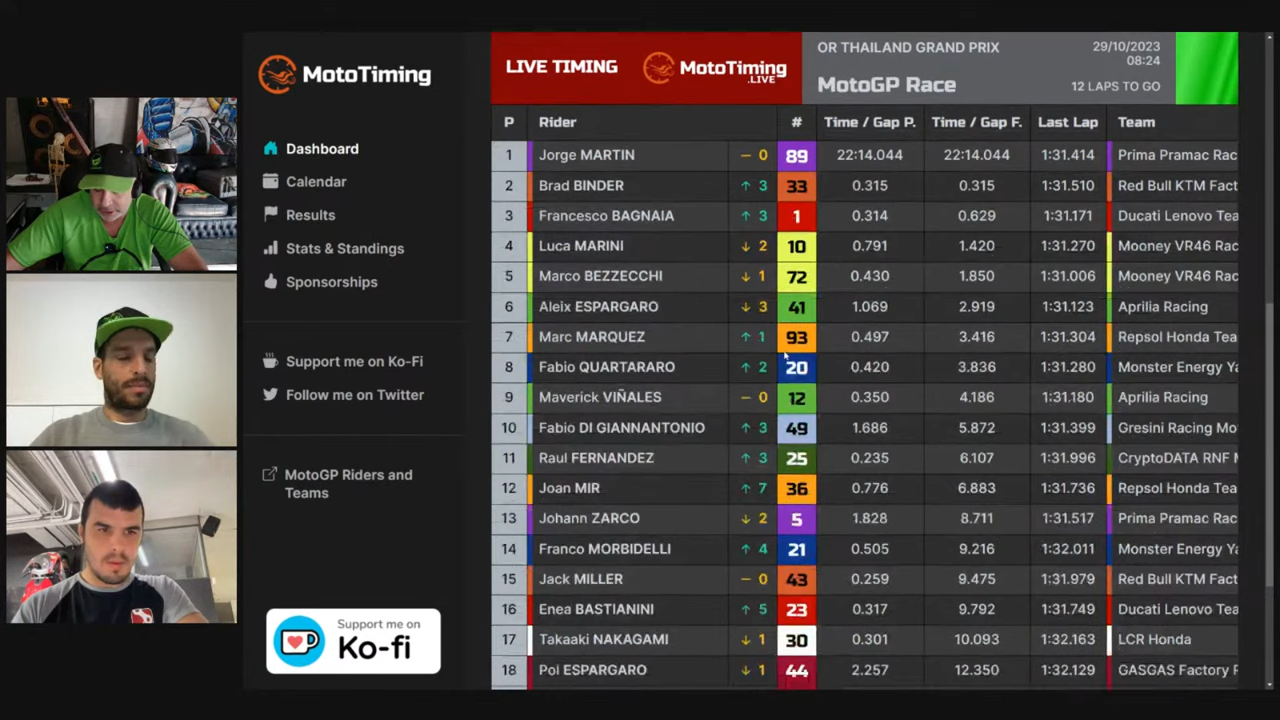 MotoTiming
Dashboard
Calendar
Results
Stats & Standings
Sponsorships
Support me on Ko-Fi
Follow me on Twitter
MotoGP Riders and
Teams
Support me on
Ko-fi
LIVE TIMING
MotoTiming
.LIVE
OR THAILAND GRAND PRIX
MotoGP Race
29/10/2023
08:24
12 LAPS TO GO
P Rider # Time / Gap P. Time / Gap F. Last Lap Team
1 Jorge MARTIN – 0 89 22:14.044 22:14.044 1:31.414 Prima Pramac Rac
2 Brad BINDER ↑ 3 33 0.315 0.315 1:31.510 Red Bull KTM Fact
3 Francesco BAGNAIA ↑ 3 1 0.314 0.629 1:31.171 Ducati Lenovo Tea
4 Luca MARINI ↓ 2 10 0.791 1.420 1:31.270 Mooney VR46 Rac
5 Marco BEZZECCHI ↓ 1 72 0.430 1.850 1:31.006 Mooney VR46 Rac
6 Aleix ESPARGARO ↓ 3 41 1.069 2.919 1:31.123 Aprilia Racing
7 Marc MARQUEZ ↑ 1 93 0.497 3.416 1:31.304 Repsol Honda Tea
8 Fabio QUARTARARO ↑ 2 20 0.420 3.836 1:31.280 Monster Energy Ya
9 Maverick VIÑALES – 0 12 0.350 4.186 1:31.180 Aprilia Racing
10 Fabio DI GIANNANTONIO ↑ 3 49 1.686 5.872 1:31.399 Gresini Racing Mo
11 Raul FERNANDEZ ↑ 3 25 0.235 6.107 1:31.996 CryptoDATA RNF M
12 Joan MIR ↑ 7 36 0.776 6.883 1:31.736 Repsol Honda Tea
13 Johann ZARCO ↓ 2 5 1.828 8.711 1:31.517 Prima Pramac Rac
14 Franco MORBIDELLI ↑ 4 21 0.505 9.216 1:32.011 Monster Energy Ya
15 Jack MILLER – 0 43 0.259 9.475 1:31.979 Red Bull KTM Fact
16 Enea BASTIANINI ↑ 5 23 0.317 9.792 1:31.749 Ducati Lenovo Tea
17 Takaaki NAKAGAMI ↓ 1 30 0.301 10.093 1:32.163 LCR Honda
18 Pol ESPARGARO ↓ 1 44 2.257 12.350 1:32.129 GASGAS Factory R